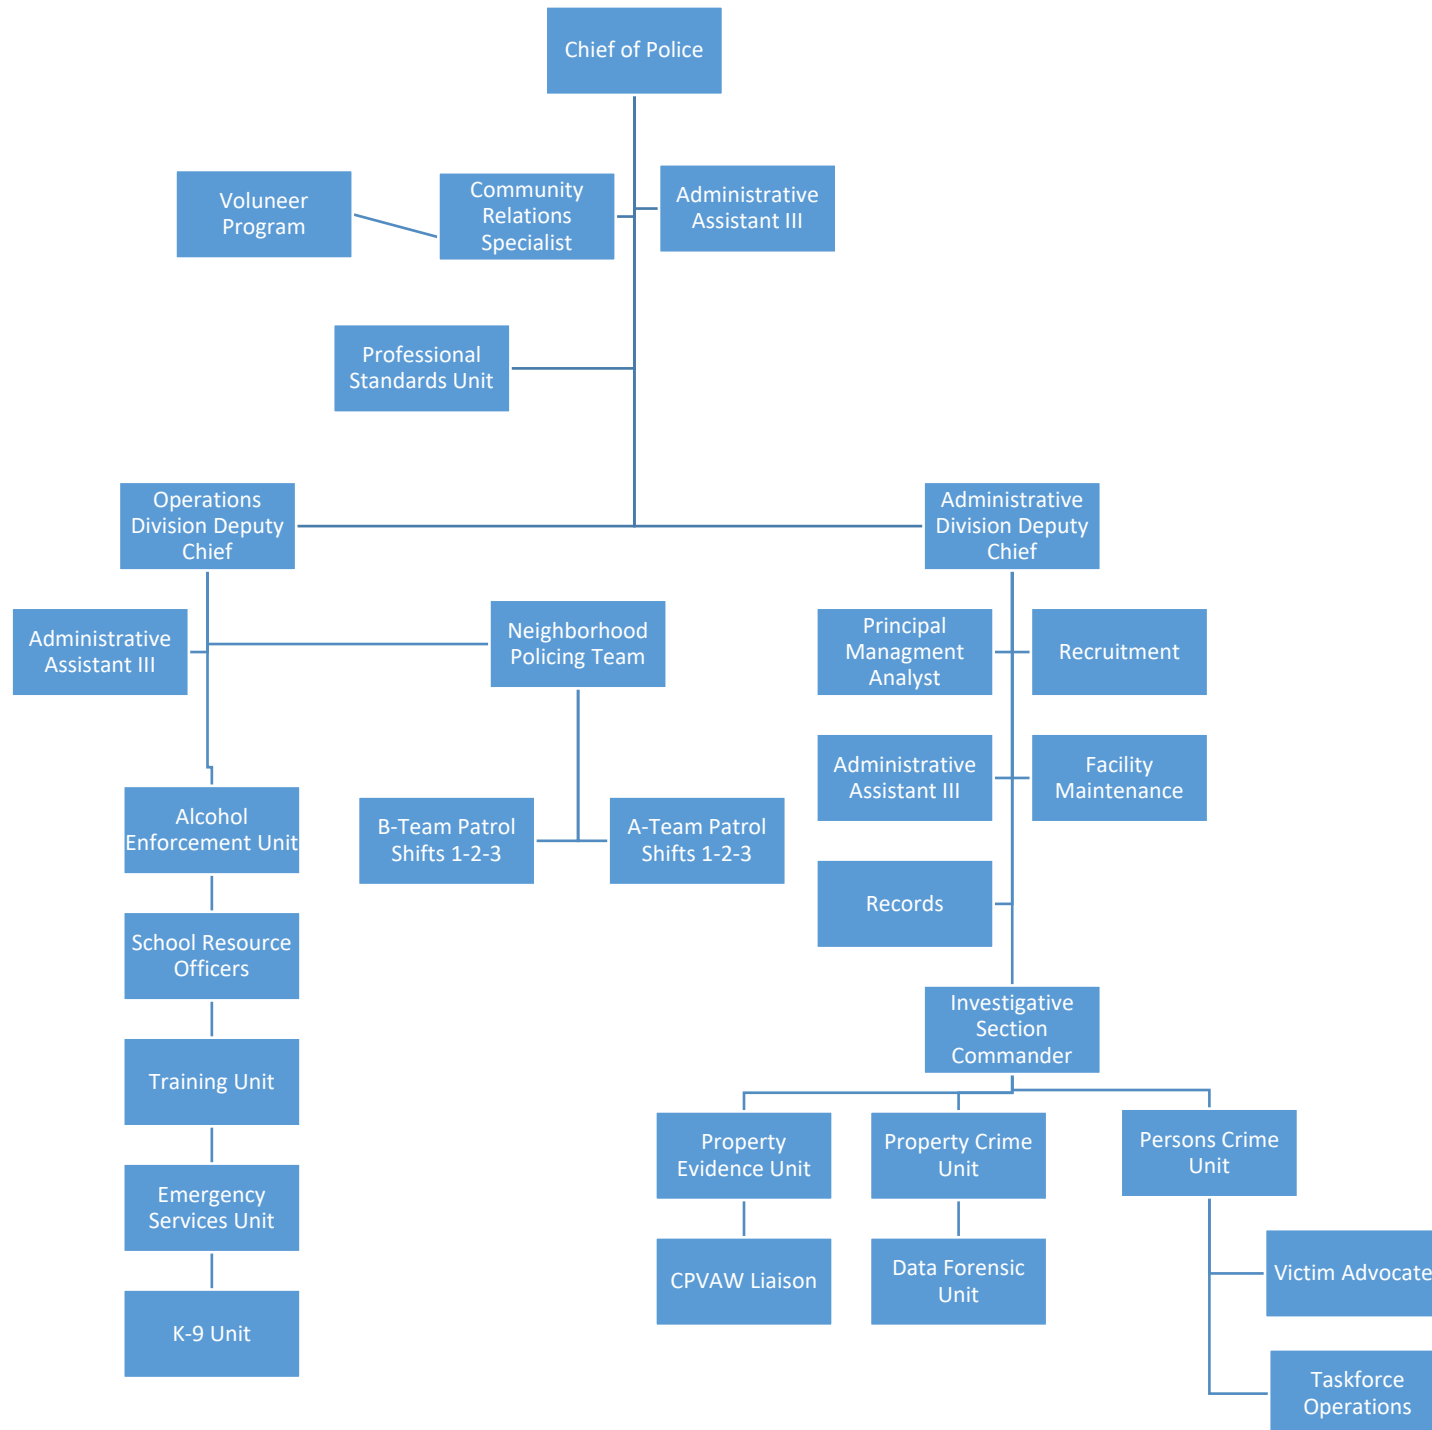 Chief of Police
Voluneer
Program
Community
Relations
Specialist
Administrative
Assistant III
Professional
Standards Unit
Operations
Division Deputy
Chief
Administrative
Division Deputy
Chief
Administrative
Assistant III
Neighborhood
Policing Team
Principal
Managment
Analyst
Recruitment
Administrative
Assistant III
Facility
Maintenance
Alcohol
Enforcement Unit
B-Team Patrol
Shifts 1-2-3
A-Team Patrol
Shifts 1-2-3
Records
School Resource
Officers
Investigative
Section
Commander
Training Unit
Property
Evidence Unit
Property Crime
Unit
Persons Crime
Unit
Emergency
Services Unit
CPVAW Liaison
Data Forensic
Unit
Victim Advocate
K-9 Unit
Taskforce
Operations